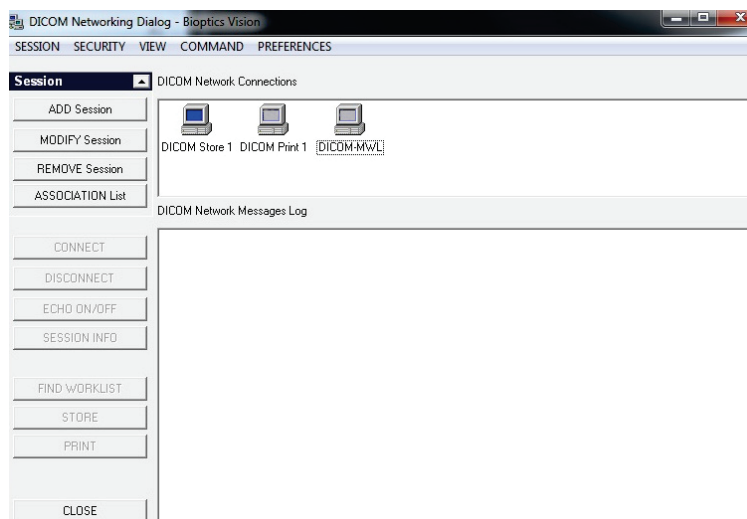 DICOM Networking Dialog - Bioptics Vision
SESSION SECURITY VIEW COMMAND PREFERENCES
Session
DICOM Network Connections
ADD Session
MODIFY Session
REMOVE Session
ASSOCIATION List
DICOM Store 1 DICOM Print 1 DICOM-MWL
DICOM Network Messages Log
CONNECT
DISCONNECT
ECHO ON/OFF
SESSION INFO
FIND WORKLIST
STORE
PRINT
CLOSE